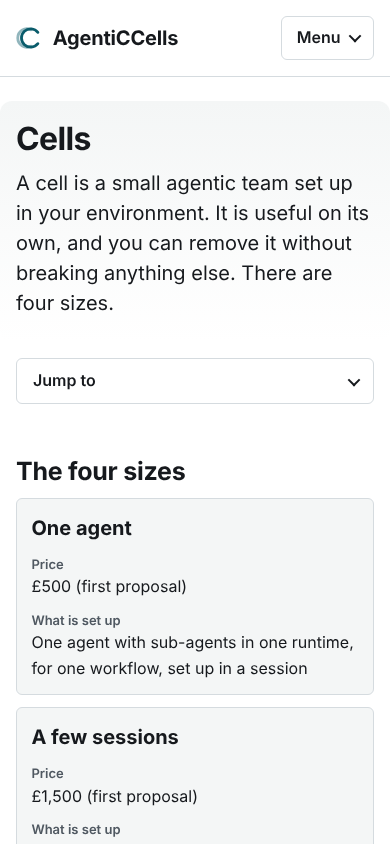 AgentiCCells
Menu
Cells
A cell is a small agentic team set up
in your environment. It is useful on its
own, and you can remove it without
breaking anything else. There are
four sizes.
Jump to
The four sizes
One agent
Price
£500 (first proposal)
What is set up
One agent with sub-agents in one runtime,
for one workflow, set up in a session
A few sessions
Price
£1,500 (first proposal)
What is set up